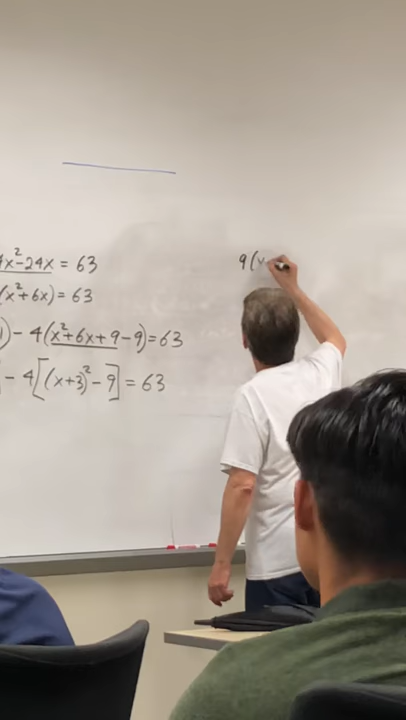 4x²-24x = 63
(x²+6x) = 63
) - 4(x²+6x+9-9)=63
- 4[(x+3)²-9] = 63
9(y